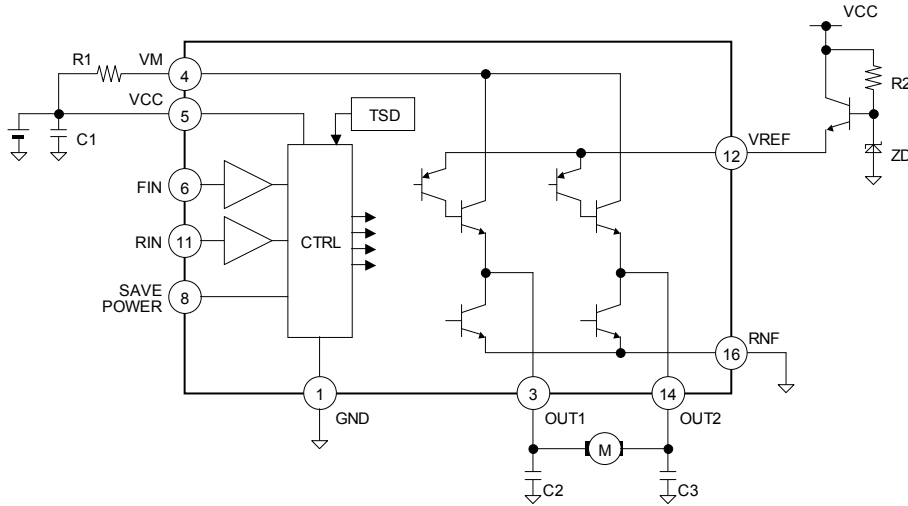 VCC
R1
VM
4
R2
VCC
5
TSD
C1
VREF
12
ZD
FIN
6
RIN
11
CTRL
SAVE
POWER
8
RNF
16
1
GND
3
OUT1
14
OUT2
M
C2
C3